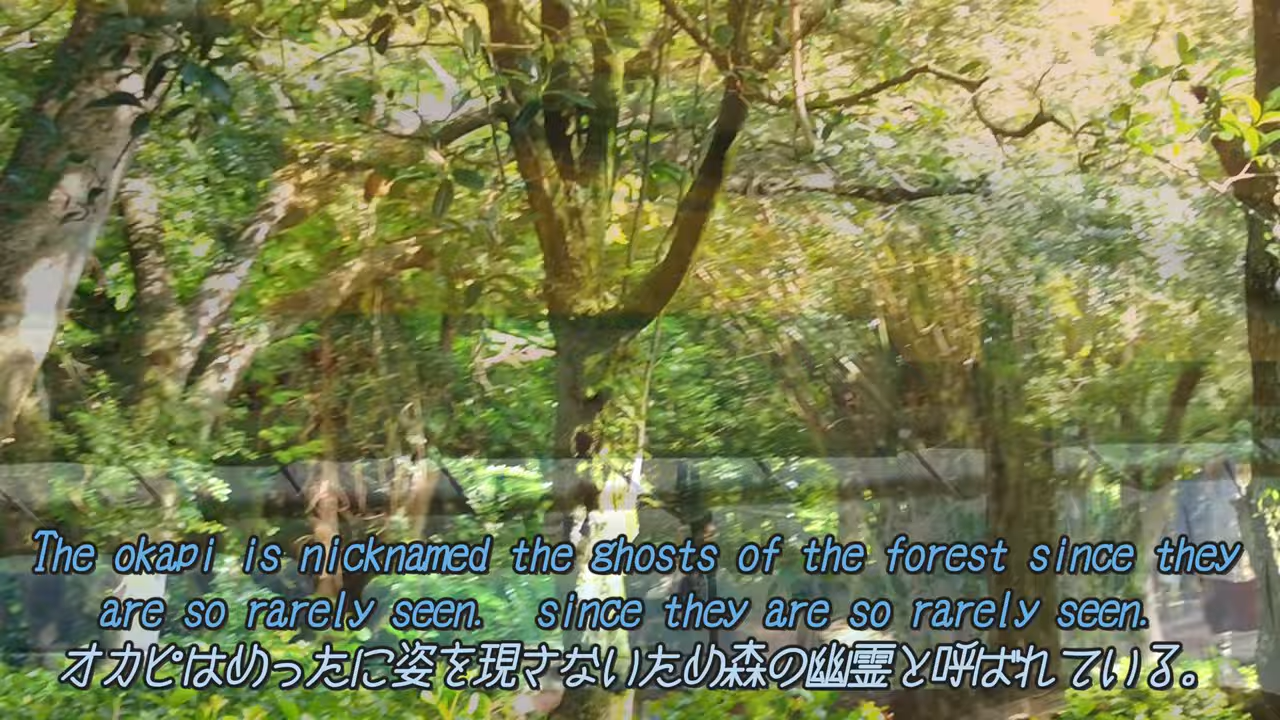 The okapi is nicknamed the ghosts of the forest since they
are so rarely seen.  since they are so rarely seen.
オカピはめったに姿を現さないため森の幽霊と呼ばれている。